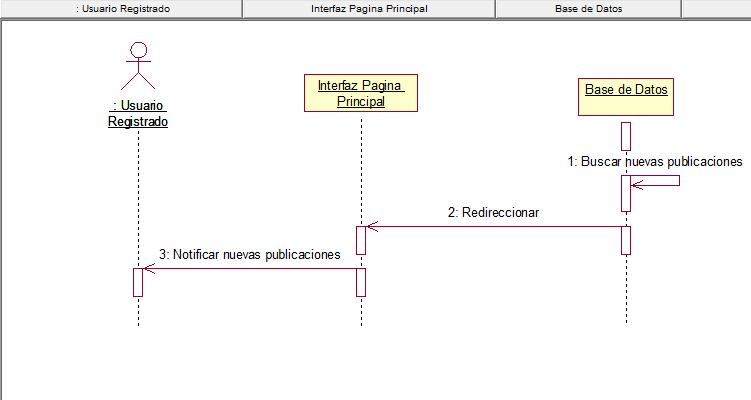 : Usuario Registrado
Interfaz Pagina Principal
Base de Datos
: Usuario
Registrado
Interfaz Pagina
Principal
Base de Datos
1: Buscar nuevas publicaciones
2: Redireccionar
3: Notificar nuevas publicaciones